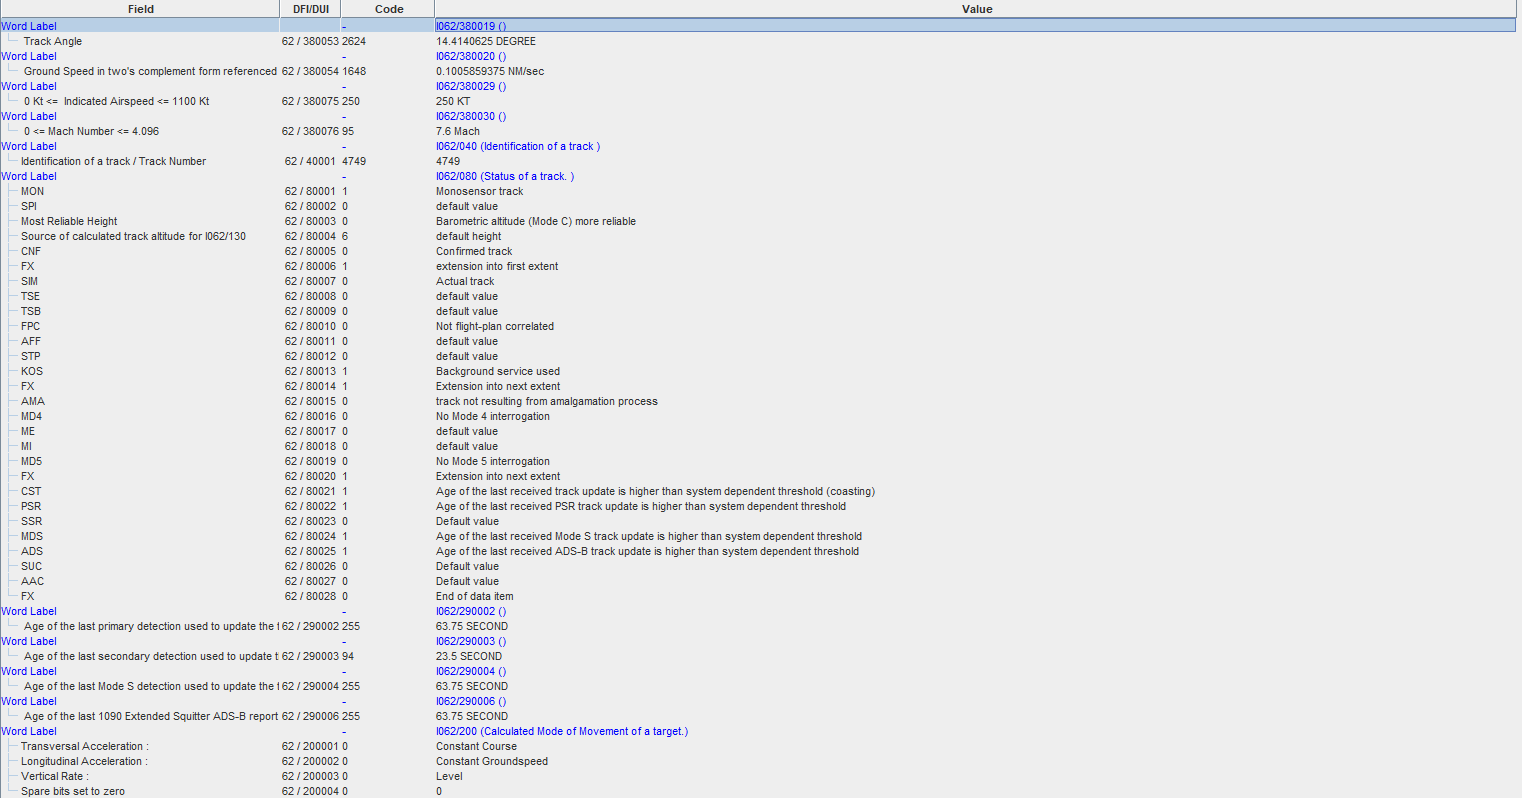 Field DFI/DUI Code Value
Word Label - I062/380019 ()
Track Angle 62 / 380053 2624 14.4140625 DEGREE
Word Label - I062/380020 ()
Ground Speed in two's complement form referenced 62 / 380054 1648 0.1005859375 NM/sec
Word Label - I062/380029 ()
0 Kt <= Indicated Airspeed <= 1100 Kt 62 / 380075 250 250 KT
Word Label - I062/380030 ()
0 <= Mach Number <= 4.096 62 / 380076 95 7.6 Mach
Word Label - I062/040 (Identification of a track )
Identification of a track / Track Number 62 / 40001 4749 4749
Word Label - I062/080 (Status of a track. )
MON 62 / 80001 1 Monosensor track
SPI 62 / 80002 0 default value
Most Reliable Height 62 / 80003 0 Barometric altitude (Mode C) more reliable
Source of calculated track altitude for I062/130 62 / 80004 6 default height
CNF 62 / 80005 0 Confirmed track
FX 62 / 80006 1 extension into first extent
SIM 62 / 80007 0 Actual track
TSE 62 / 80008 0 default value
TSB 62 / 80009 0 default value
FPC 62 / 80010 0 Not flight-plan correlated
AFF 62 / 80011 0 default value
STP 62 / 80012 0 default value
KOS 62 / 80013 1 Background service used
FX 62 / 80014 1 Extension into next extent
AMA 62 / 80015 0 track not resulting from amalgamation process
MD4 62 / 80016 0 No Mode 4 interrogation
ME 62 / 80017 0 default value
MI 62 / 80018 0 default value
MD5 62 / 80019 0 No Mode 5 interrogation
FX 62 / 80020 1 Extension into next extent
CST 62 / 80021 1 Age of the last received track update is higher than system dependent threshold (coasting)
PSR 62 / 80022 1 Age of the last received PSR track update is higher than system dependent threshold
SSR 62 / 80023 0 Default value
MDS 62 / 80024 1 Age of the last received Mode S track update is higher than system dependent threshold
ADS 62 / 80025 1 Age of the last received ADS-B track update is higher than system dependent threshold
SUC 62 / 80026 0 Default value
AAC 62 / 80027 0 Default value
FX 62 / 80028 0 End of data item
Word Label - I062/290002 ()
Age of the last primary detection used to update the t 62 / 290002 255 63.75 SECOND
Word Label - I062/290003 ()
Age of the last secondary detection used to update t 62 / 290003 94 23.5 SECOND
Word Label - I062/290004 ()
Age of the last Mode S detection used to update the t 62 / 290004 255 63.75 SECOND
Word Label - I062/290006 ()
Age of the last 1090 Extended Squitter ADS-B report 62 / 290006 255 63.75 SECOND
Word Label - I062/200 (Calculated Mode of Movement of a target.)
Transversal Acceleration : 62 / 200001 0 Constant Course
Longitudinal Acceleration : 62 / 200002 0 Constant Groundspeed
Vertical Rate : 62 / 200003 0 Level
Spare bits set to zero 62 / 200004 0 0